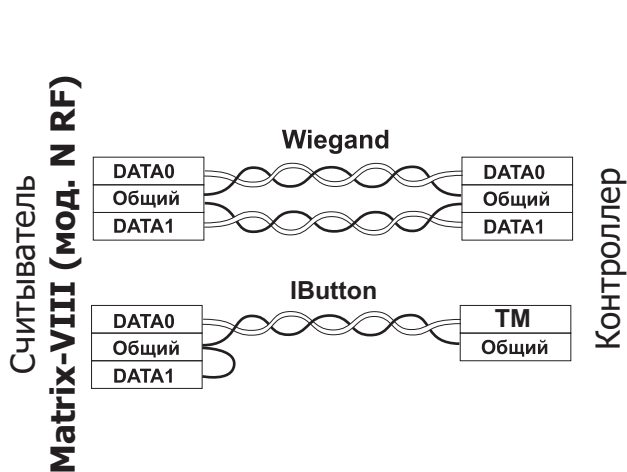 Считыватель
Matrix-VIII (мод. N RF)
Wiegand
DATA0
Общий
DATA1
DATA0
Общий
DATA1
IButton
DATA0
Общий
DATA1
TM
Общий
Контроллер